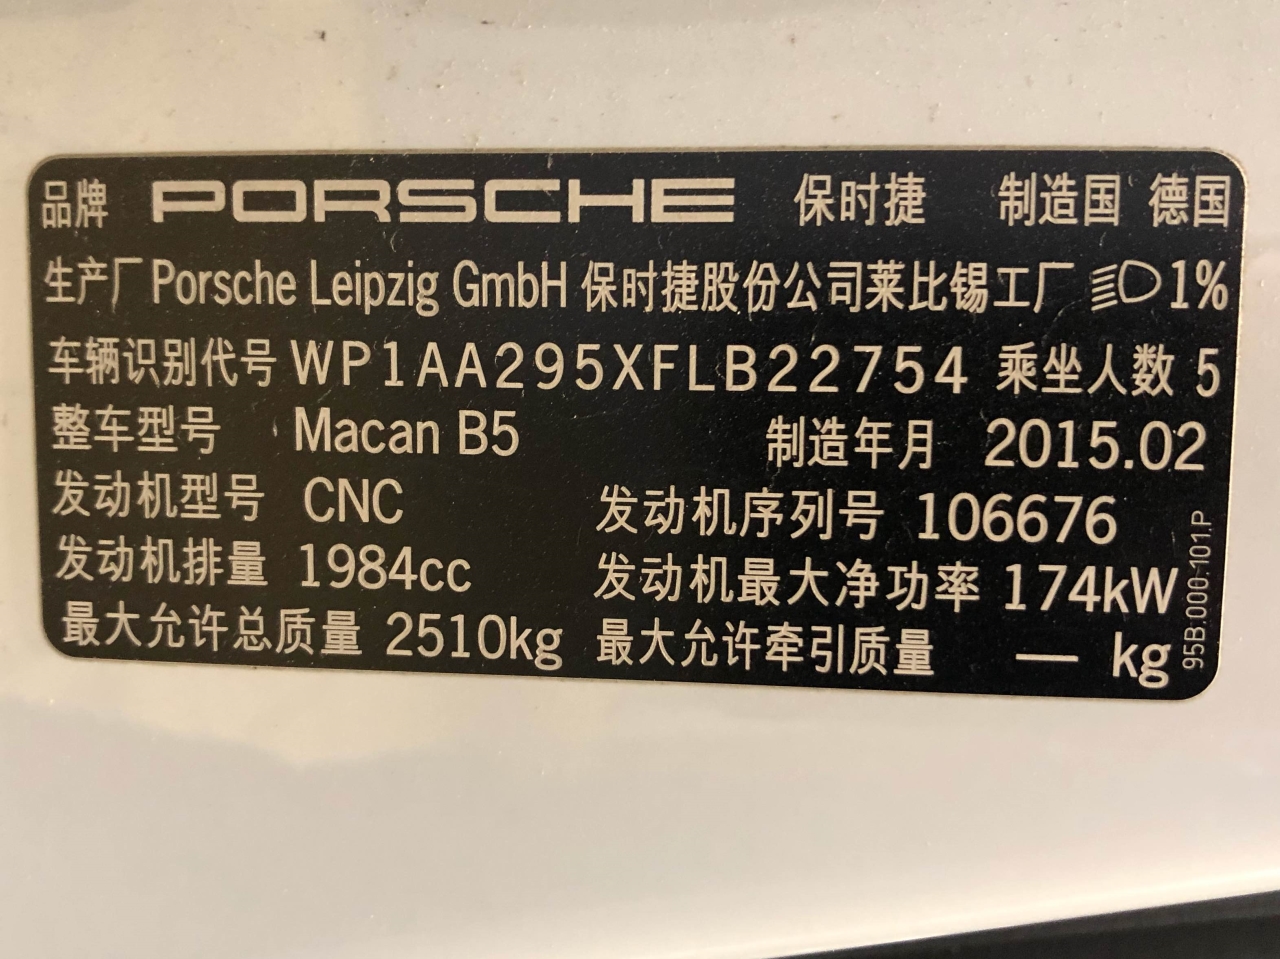 品牌 PORSCHE 保时捷 制造国 德国
生产厂 Porsche Leipzig GmbH 保时捷股份公司莱比锡工厂 1%
车辆识别代号 WP1AA295XFLB22754 乘坐人数 5
整车型号 Macan B5 制造年月 2015.02
发动机型号 CNC 发动机序列号 106676
发动机排量 1984cc 发动机最大净功率 174kW
最大允许总质量 2510kg 最大允许牵引质量 — kg
95B.000.101.P